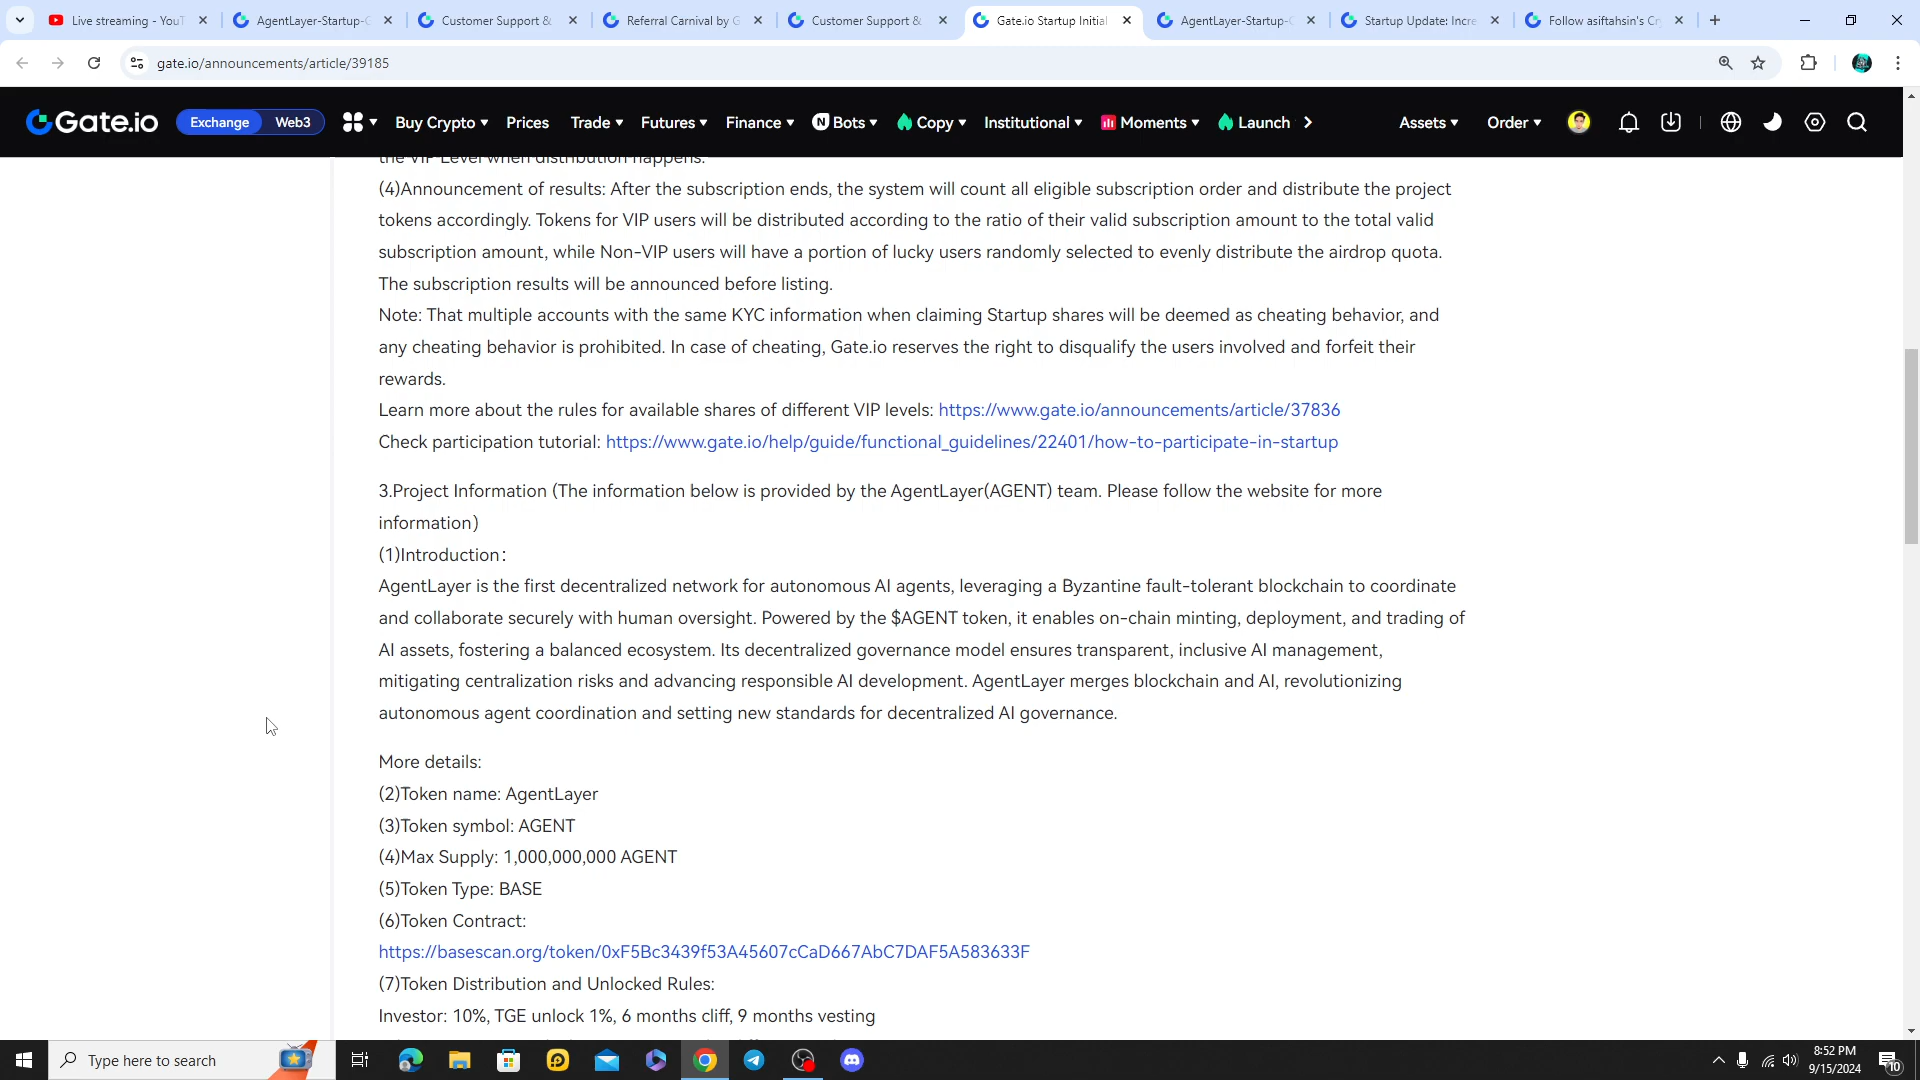 Live streaming - YouT
AgentLayer-Startup-G
Customer Support &
Referral Carnival by G
Customer Support &
Gate.io Startup Initial
AgentLayer-Startup-G
Startup Update: Incre
Follow asiftahsin's Cr
gate.io/announcements/article/39185
Gate.io
Exchange
Web3
Buy Crypto
Prices
Trade
Futures
Finance
Bots
Copy
Institutional
Moments
Launch
Assets
Order
the VIP Level when distribution happens.
(4)Announcement of results: After the subscription ends, the system will count all eligible subscription order and distribute the project
tokens accordingly. Tokens for VIP users will be distributed according to the ratio of their valid subscription amount to the total valid
subscription amount, while Non-VIP users will have a portion of lucky users randomly selected to evenly distribute the airdrop quota.
The subscription results will be announced before listing.
Note: That multiple accounts with the same KYC information when claiming Startup shares will be deemed as cheating behavior, and
any cheating behavior is prohibited. In case of cheating, Gate.io reserves the right to disqualify the users involved and forfeit their
rewards.
Learn more about the rules for available shares of different VIP levels: https://www.gate.io/announcements/article/37836
Check participation tutorial: https://www.gate.io/help/guide/functional_guidelines/22401/how-to-participate-in-startup
3.Project Information (The information below is provided by the AgentLayer(AGENT) team. Please follow the website for more
information)
(1)Introduction：
AgentLayer is the first decentralized network for autonomous AI agents, leveraging a Byzantine fault-tolerant blockchain to coordinate
and collaborate securely with human oversight. Powered by the $AGENT token, it enables on-chain minting, deployment, and trading of
AI assets, fostering a balanced ecosystem. Its decentralized governance model ensures transparent, inclusive AI management,
mitigating centralization risks and advancing responsible AI development. AgentLayer merges blockchain and AI, revolutionizing
autonomous agent coordination and setting new standards for decentralized AI governance.
More details:
(2)Token name: AgentLayer
(3)Token symbol: AGENT
(4)Max Supply: 1,000,000,000 AGENT
(5)Token Type: BASE
(6)Token Contract:
https://basescan.org/token/0xF5Bc3439f53A45607cCaD667AbC7DAF5A583633F
(7)Token Distribution and Unlocked Rules:
Investor: 10%, TGE unlock 1%, 6 months cliff, 9 months vesting
Type here to search
8:52 PM
9/15/2024
10